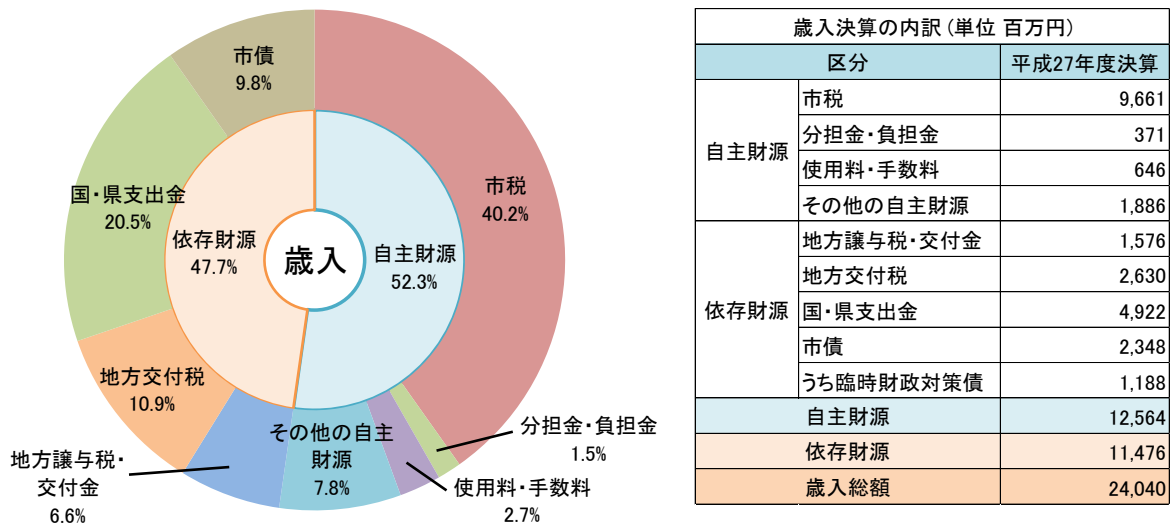 市債
9.8%
国・県支出金
20.5%
市税
40.2%
依存財源
47.7%
歳入
自主財源
52.3%
地方交付税
10.9%
分担金・負担金
1.5%
その他の自主
財源
7.8%
地方譲与税・
交付金
6.6%
使用料・手数料
2.7%
歳入決算の内訳(単位 百万円)
区分 平成27年度決算
自主財源
市税 9,661
分担金・負担金 371
使用料・手数料 646
その他の自主財源 1,886
依存財源
地方譲与税・交付金 1,576
地方交付税 2,630
国・県支出金 4,922
市債 2,348
うち臨時財政対策債 1,188
自主財源 12,564
依存財源 11,476
歳入総額 24,040